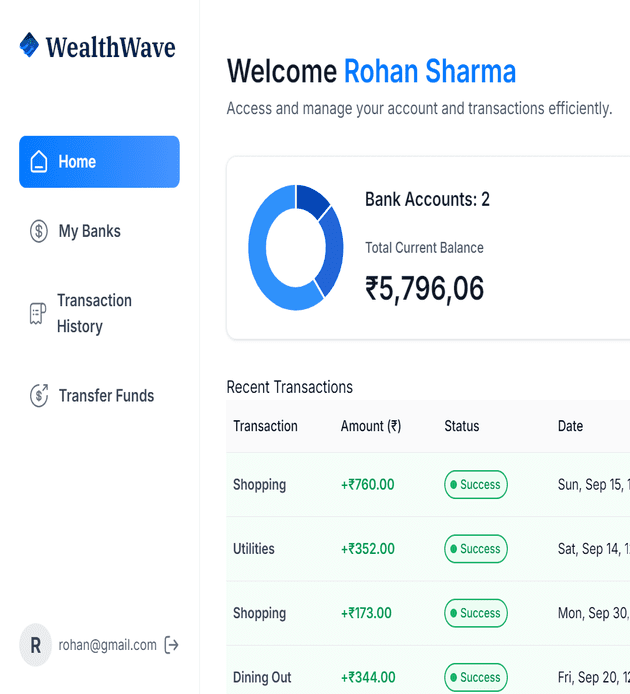 WealthWave
Welcome Rohan Sharma
Access and manage your account and transactions efficiently.
Home
My Banks
Transaction
History
Transfer Funds
Bank Accounts: 2
Total Current Balance
₹5,796,06
Recent Transactions
Transaction Amount (₹) Status Date
Shopping +₹760.00 Success Sun, Sep 15, 1
Utilities +₹352.00 Success Sat, Sep 14, 1
Shopping +₹173.00 Success Mon, Sep 30,
Dining Out +₹344.00 Success Fri, Sep 20, 12
R rohan@gmail.com